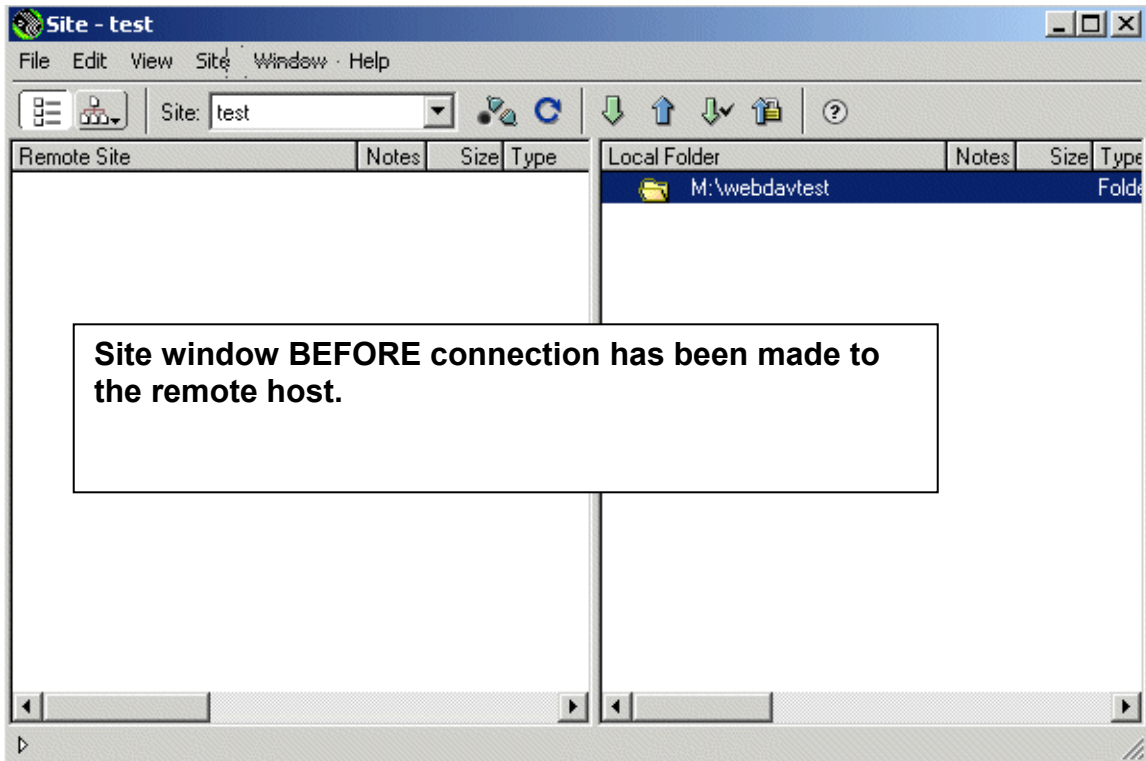 Site - test
File Edit View Site Window Help
Site: test
Remote Site Notes Size Type Local Folder Notes Size Type
M:\webdavtest Folde
Site window BEFORE connection has been made to
the remote host.